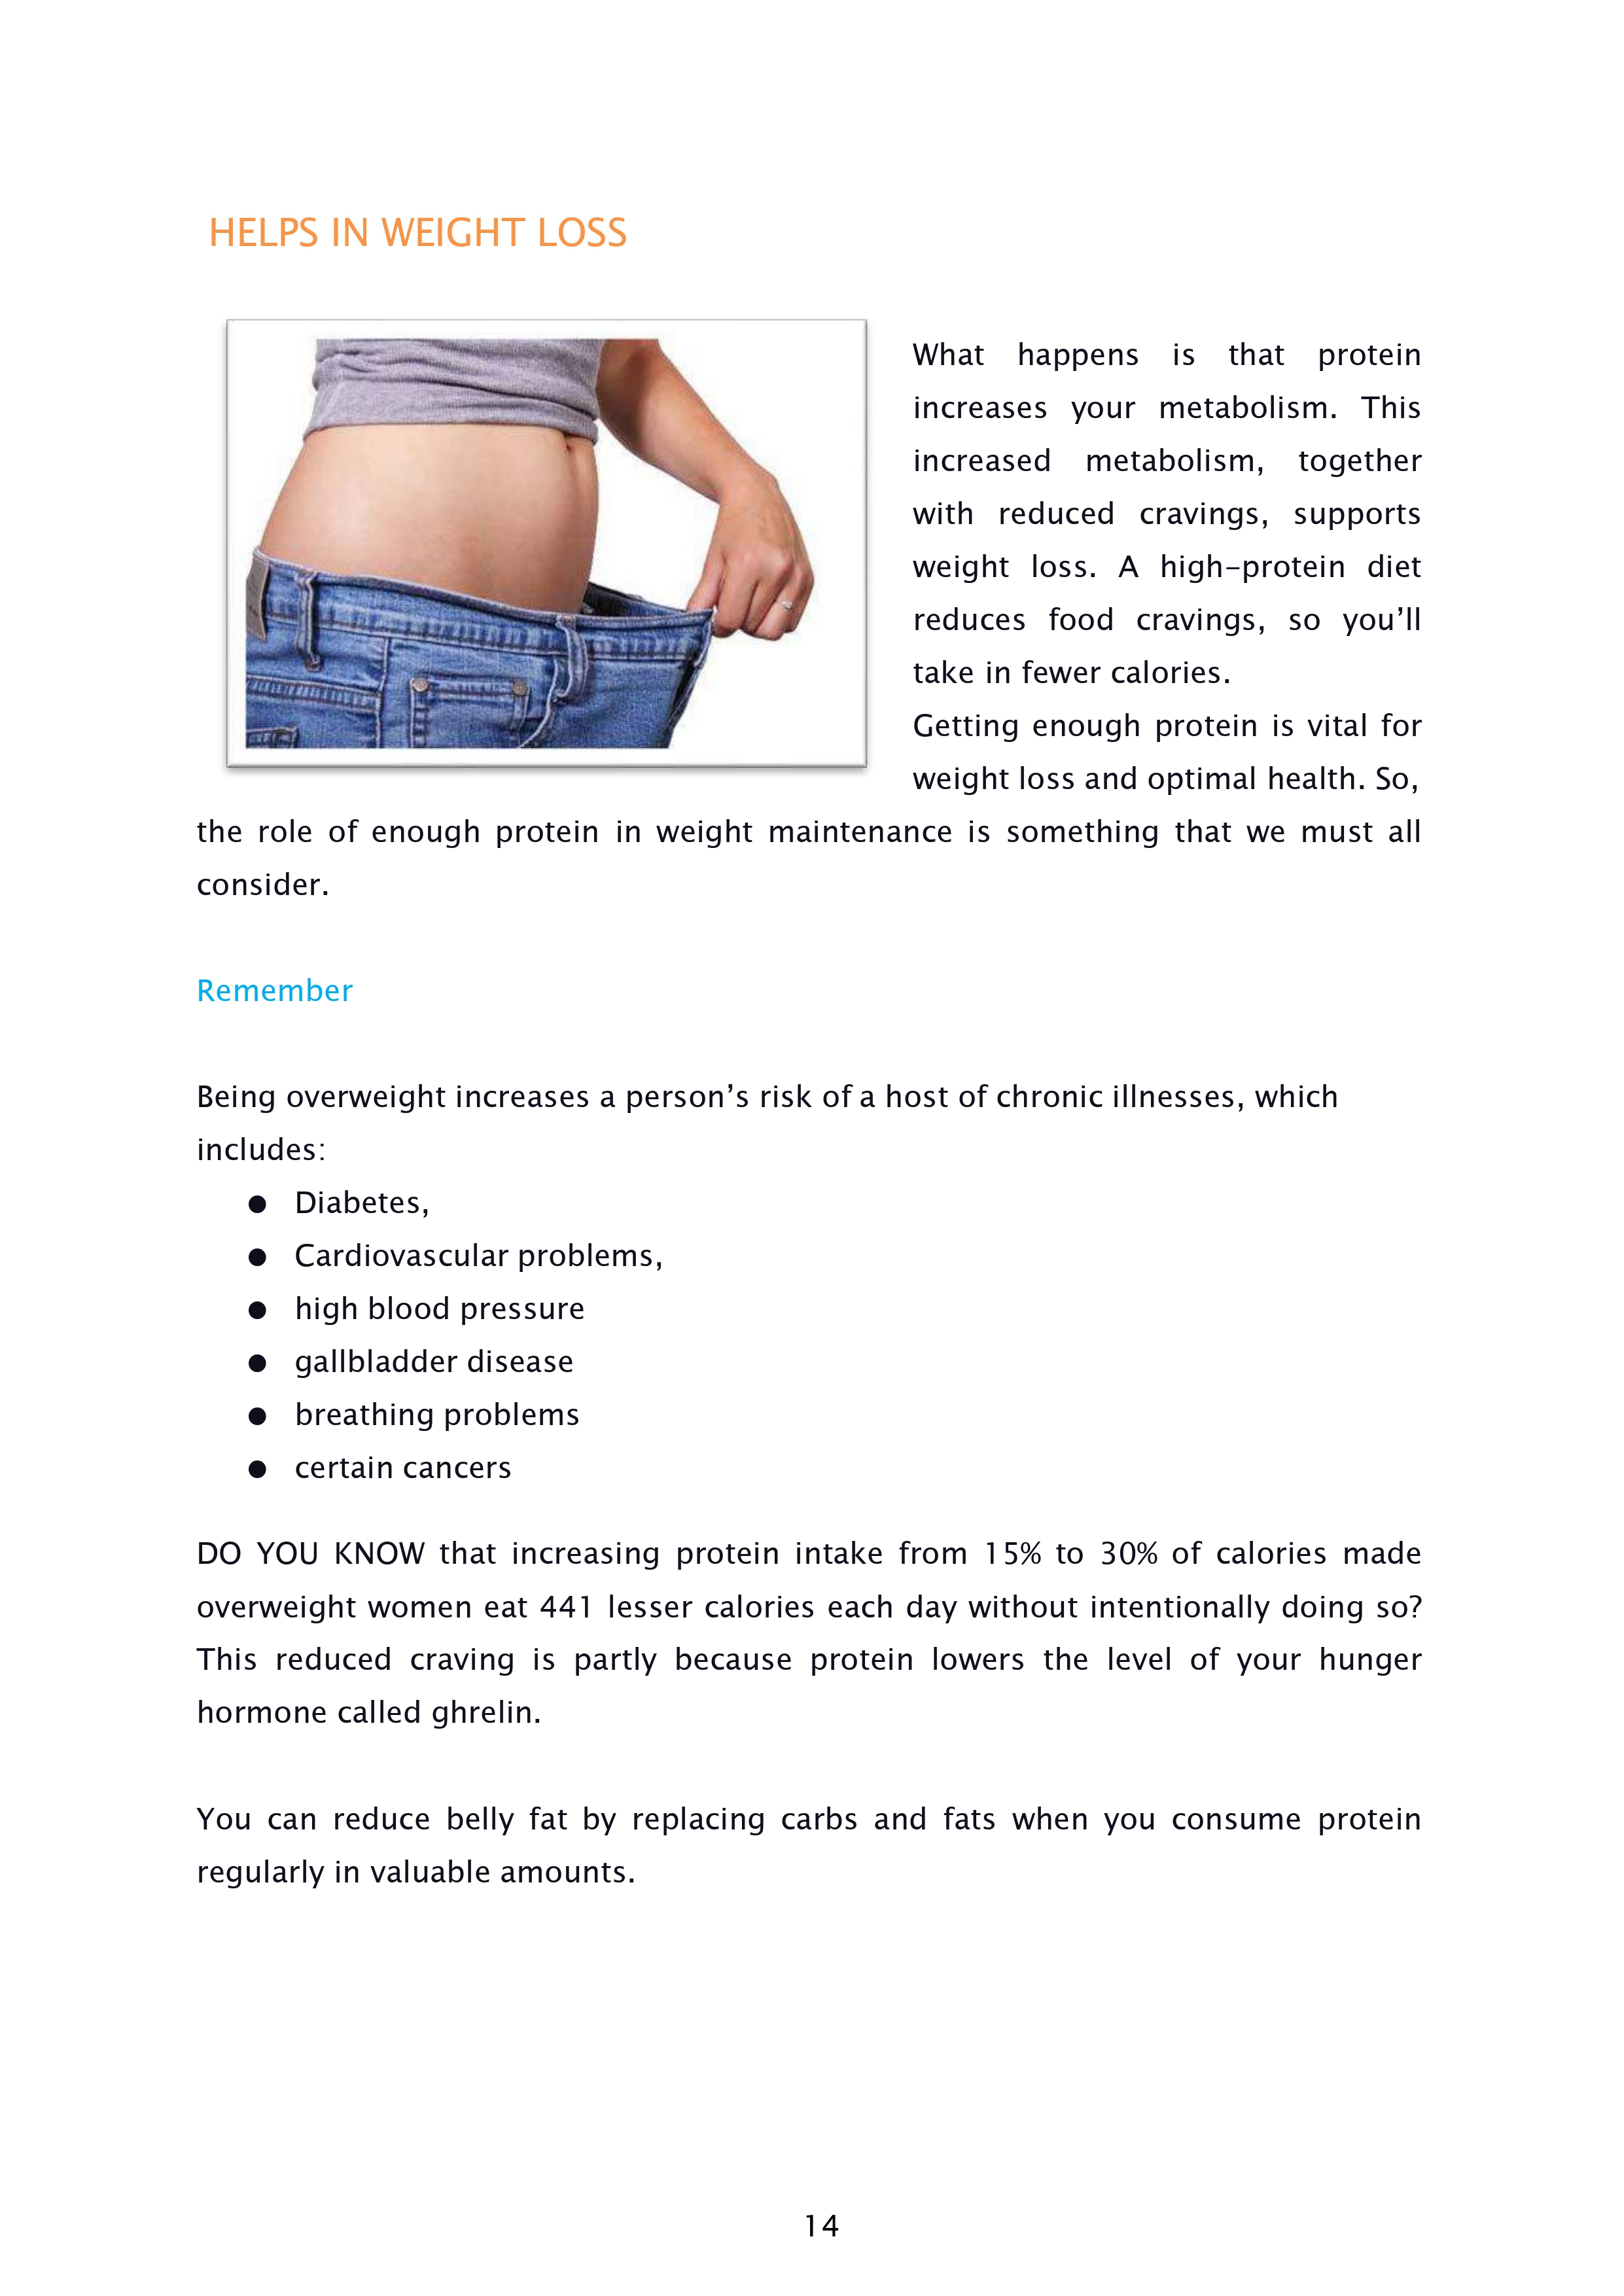 HELPS IN WEIGHT LOSS
What happens is that protein
increases your metabolism. This
increased metabolism, together
with reduced cravings, supports
weight loss. A high-protein diet
reduces food cravings, so you’ll
take in fewer calories.
Getting enough protein is vital for
weight loss and optimal health. So,
the role of enough protein in weight maintenance is something that we must all
consider.
Remember
Being overweight increases a person’s risk of a host of chronic illnesses, which
includes:
● Diabetes,
● Cardiovascular problems,
● high blood pressure
● gallbladder disease
● breathing problems
● certain cancers
DO YOU KNOW that increasing protein intake from 15% to 30% of calories made
overweight women eat 441 lesser calories each day without intentionally doing so?
This reduced craving is partly because protein lowers the level of your hunger
hormone called ghrelin.
You can reduce belly fat by replacing carbs and fats when you consume protein
regularly in valuable amounts.
14